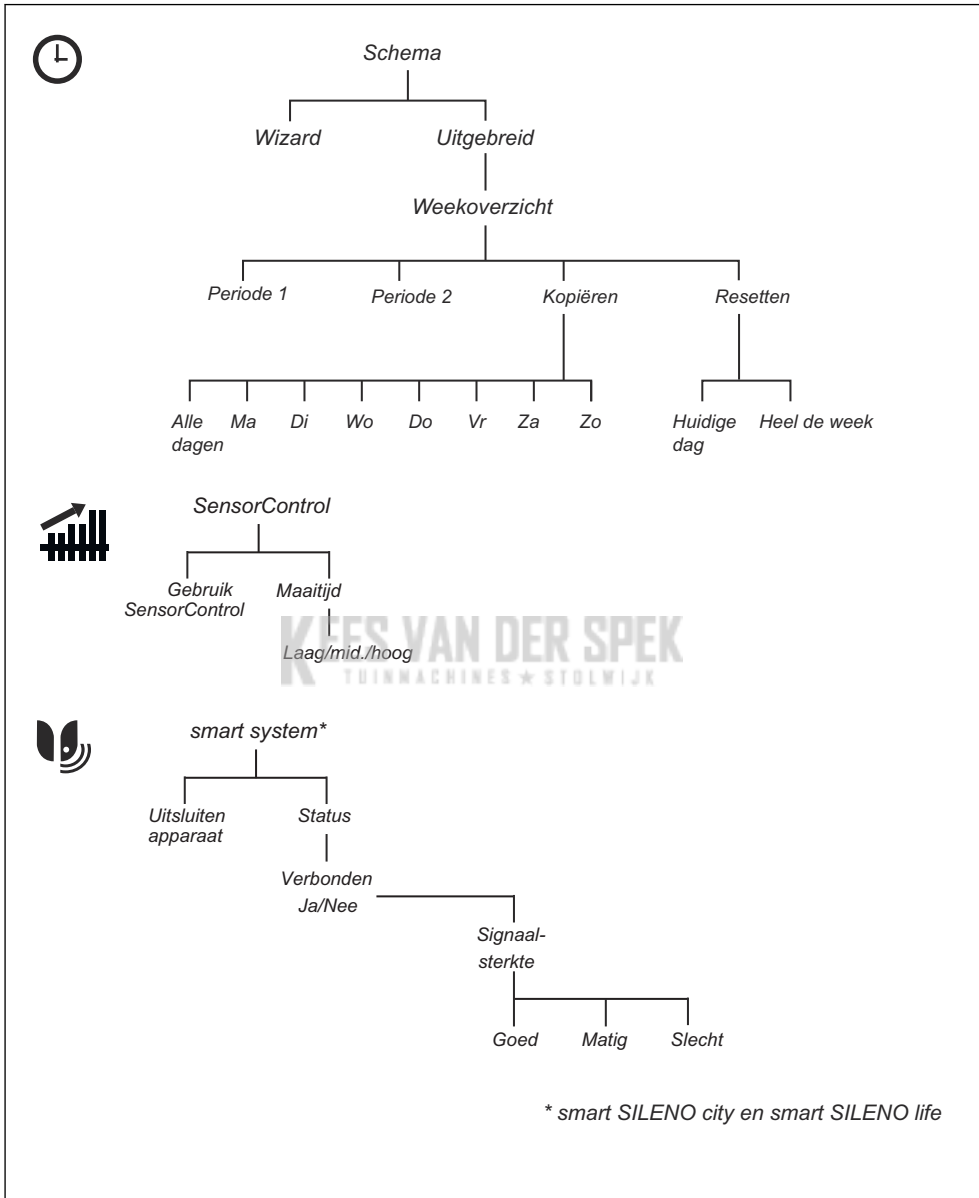 Schema
Wizard Uitgebreid
Weekoverzicht
Periode 1 Periode 2 Kopiëren Resetten
Alle dagen Ma Di Wo Do Vr Za Zo Huidige dag Heel de week
SensorControl
Gebruik SensorControl Maaitijd
Laag/mid./hoog
KEES VAN DER SPEK
TUINMACHINES ★ STOLWIJK
smart system*
Uitsluiten apparaat Status
Verbonden
Ja/Nee
Signaal-
sterkte
Goed Matig Slecht
* smart SILENO city en smart SILENO life